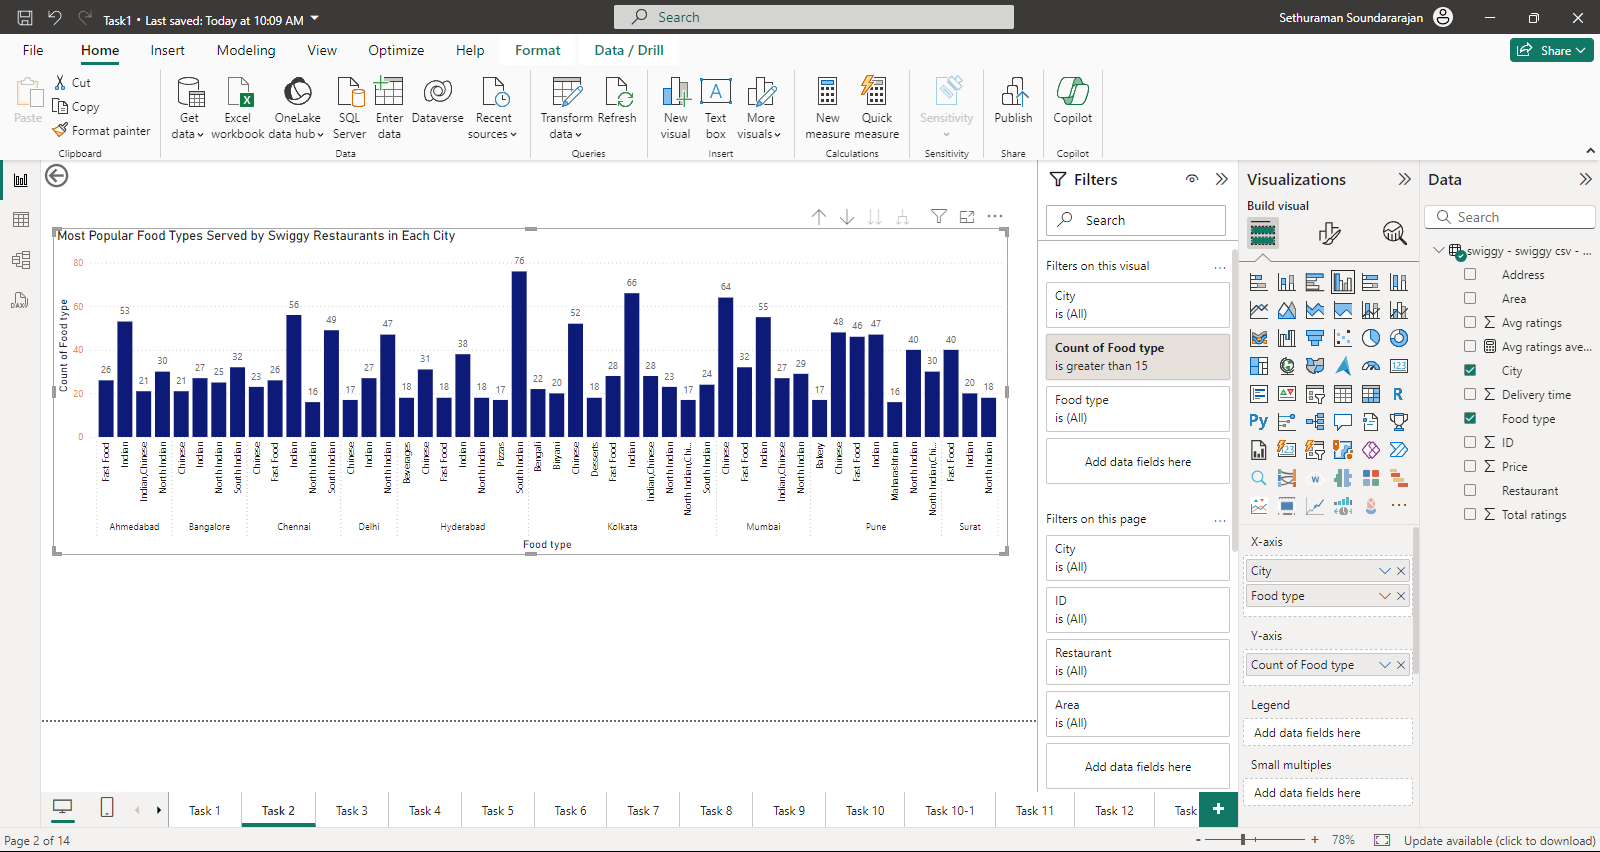 Task1 • Last saved: Today at 10:09 AM
Search
Sethuraman Soundararajan
File Home Insert Modeling View Optimize Help Format Data / Drill
Share
Paste
Cut
Copy
Format painter
Clipboard
Get data
Excel workbook
OneLake data hub
SQL Server
Enter data
Dataverse
Recent sources
Data
Transform data
Refresh
Queries
New visual
Text box
More visuals
Insert
New measure
Quick measure
Calculations
Sensitivity
Sensitivity
Publish
Share
Copilot
Copilot
Most Popular Food Types Served by Swiggy Restaurants in Each City
Count of Food type
80
60
40
20
0
26 53 21 30 21 27 25 32 23 26 56 16 49 17 27 47 18 31 18 38 18 17 76 22 20 52 18 28 66 28 23 17 24 64 32 55 27 29 17 48 46 47 16 40 30 40 20 18
Fast Food
Indian
Indian,Chinese
North Indian
Chinese
Indian
North Indian
South Indian
Chinese
Fast Food
Indian
North Indian
South Indian
Chinese
Indian
North Indian
Beverages
Chinese
Fast Food
Indian
North Indian
Pizzas
South Indian
Bengali
Biryani
Chinese
Desserts
Fast Food
Indian
Indian,Chinese
North Indian
North Indian,Chi...
South Indian
Chinese
Fast Food
Indian
Indian,Chinese
North Indian
Bakery
Chinese
Fast Food
Indian
Maharashtrian
North Indian
North Indian,Chi...
Fast Food
Indian
North Indian
Ahmedabad Bangalore Chennai Delhi Hyderabad Kolkata Mumbai Pune Surat
Food type
Filters
Search
Filters on this visual ...
City
is (All)
Count of Food type
is greater than 15
Food type
is (All)
Add data fields here
Filters on this page ...
City
is (All)
ID
is (All)
Restaurant
is (All)
Area
is (All)
Add data fields here
Visualizations
Build visual
123
R
Py
123
W
...
X-axis
City
Food type
Y-axis
Count of Food type
Legend
Add data fields here
Small multiples
Add data fields here
Data
Search
swiggy - swiggy csv - ...
Address
Area
Avg ratings
Avg ratings ave...
City
Delivery time
Food type
ID
Price
Restaurant
Total ratings
DAX
Task 1 Task 2 Task 3 Task 4 Task 5 Task 6 Task 7 Task 8 Task 9 Task 10 Task 10-1 Task 11 Task 12 Task
+
Page 2 of 14
- + 78%
Update available (click to download)